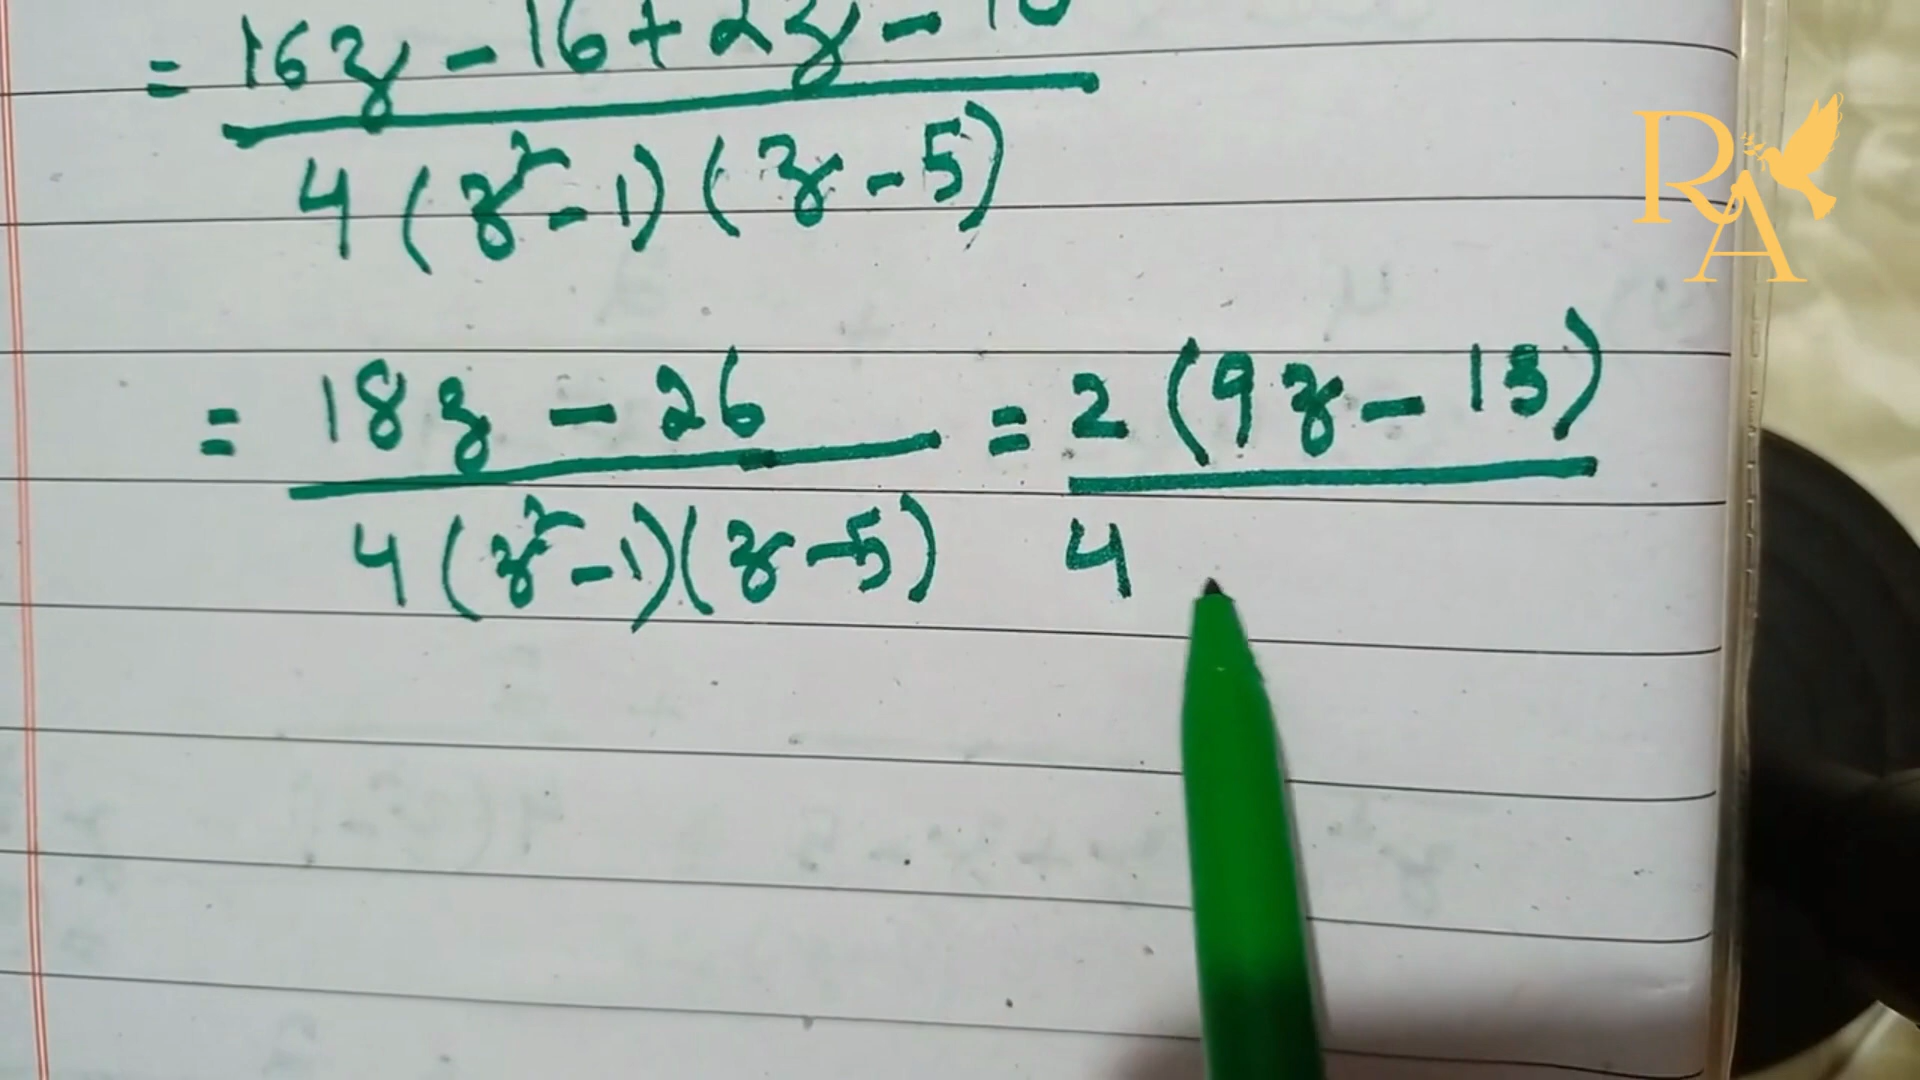 = 16z - 16 + 2z - 10
4 (z² - 1) (z - 5)
= 18z - 26 = 2 (9z - 13)
4 (z² - 1) (z - 5) 4
RA